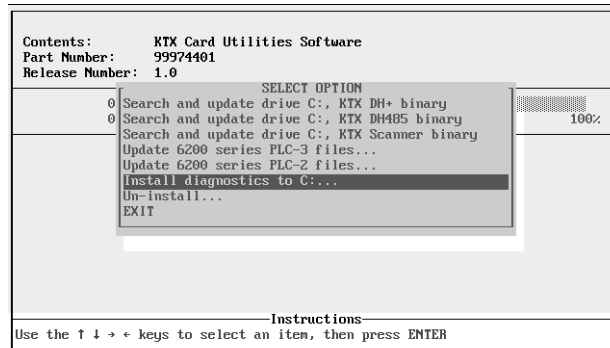 Contents: KTX Card Utilities Software
Part Number: 99974401
Release Number: 1.0
SELECT OPTION
0 Search and update drive C:, KTX DH+ binary
0 Search and update drive C:, KTX DH485 binary 100%
Search and update drive C:, KTX Scanner binary
Update 6200 series PLC-3 files...
Update 6200 series PLC-2 files...
Install diagnostics to C:...
Un-install...
EXIT
Instructions
Use the ↑ ↓ → ← keys to select an item, then press ENTER